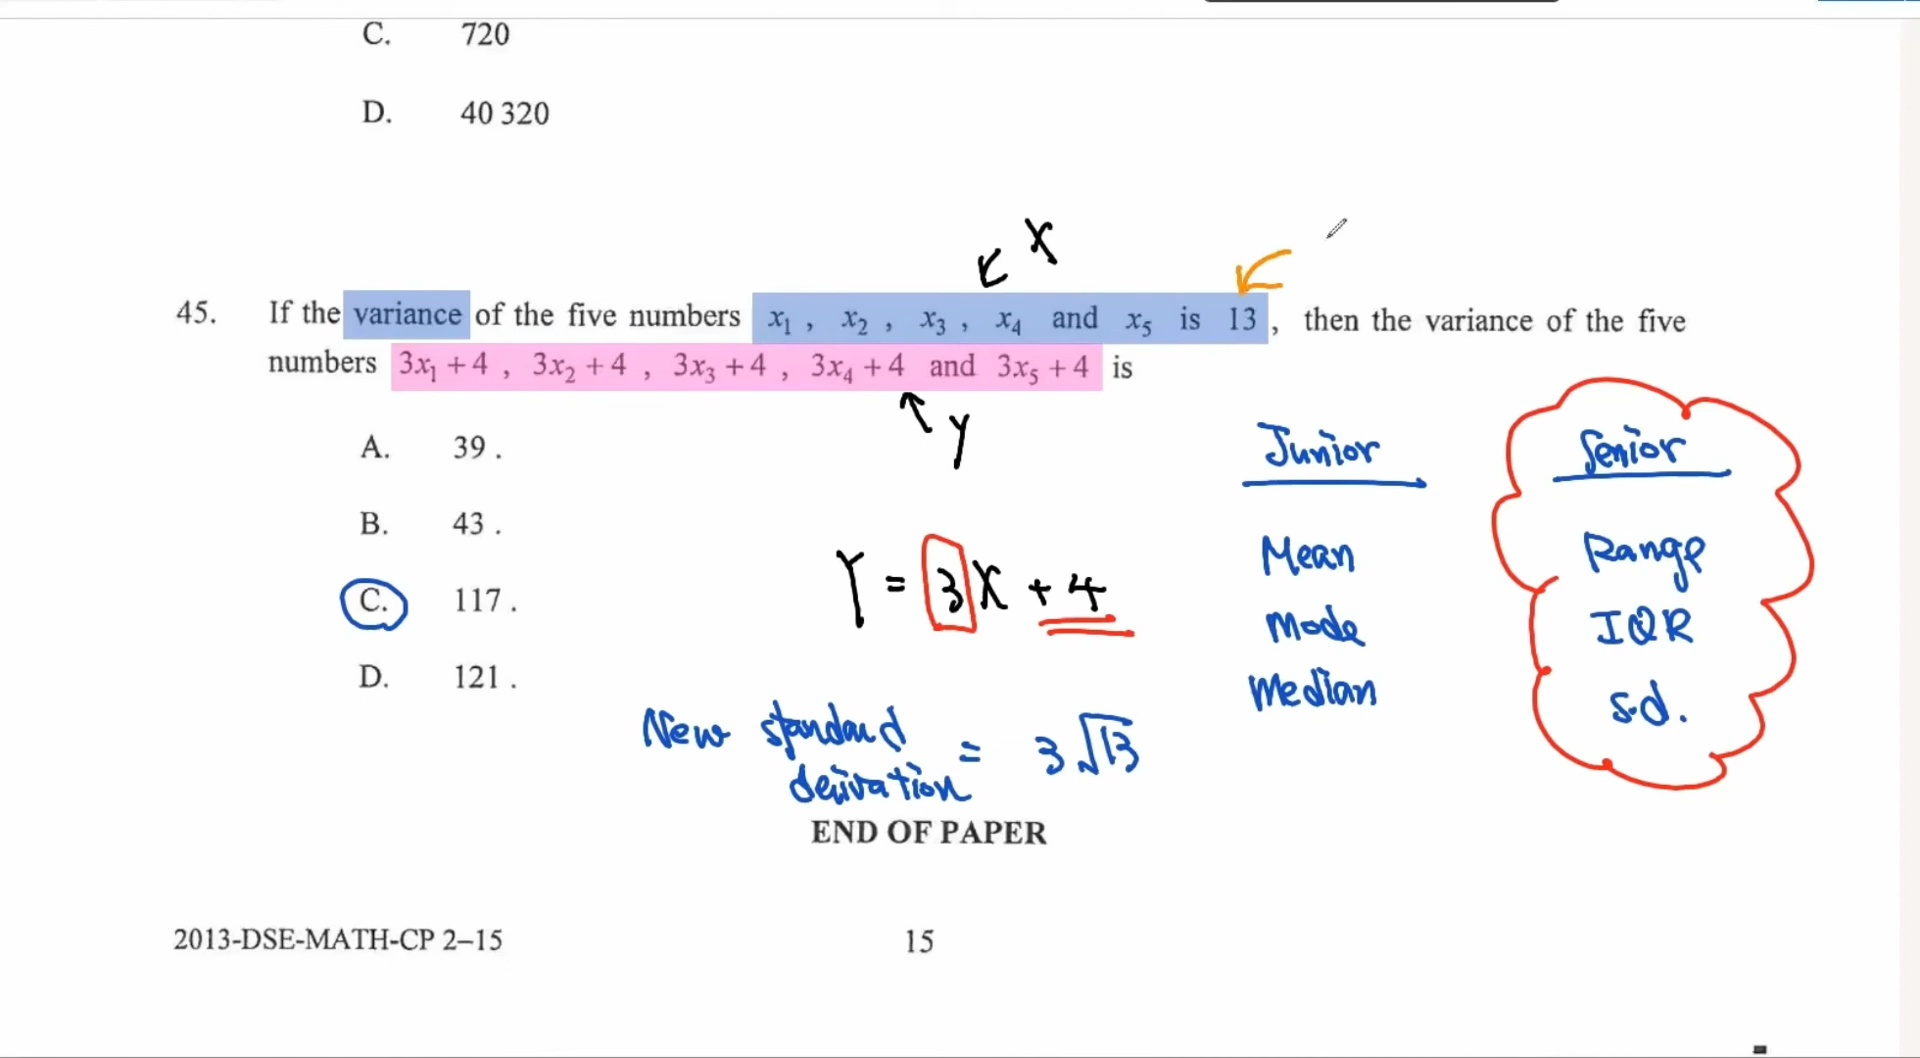 C. 720
D. 40 320
X
45. If the variance of the five numbers x₁ , x₂ , x₃ , x₄ and x₅ is 13 , then the variance of the five
numbers 3x₁ + 4 , 3x₂ + 4 , 3x₃ + 4 , 3x₄ + 4 and 3x₅ + 4 is
Y
A. 39 .
B. 43 .
C. 117 .
D. 121 .
Y = 3X + 4
New standard
deivation = 3√13
Junior
Mean
Mode
Median
Senior
Range
IQR
s.d.
END OF PAPER
2013-DSE-MATH-CP 2–15
15